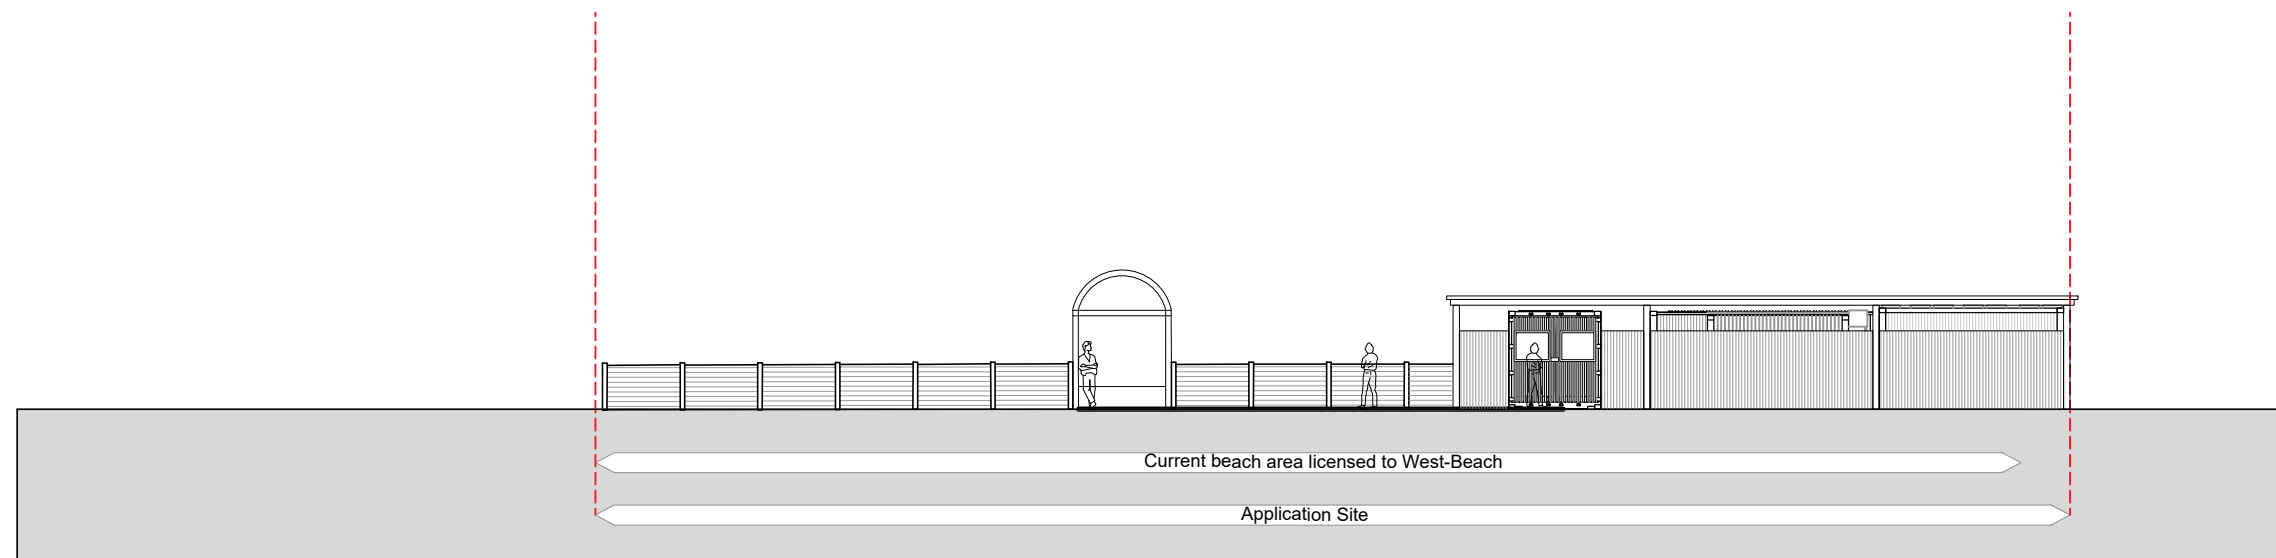 Current beach area licensed to West-Beach
Application Site